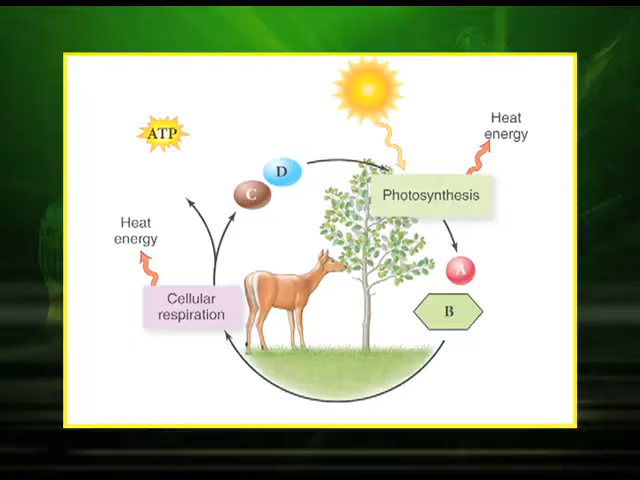 ATP
Heat
energy
D
C
Photosynthesis
Heat
energy
A
Cellular
respiration
B